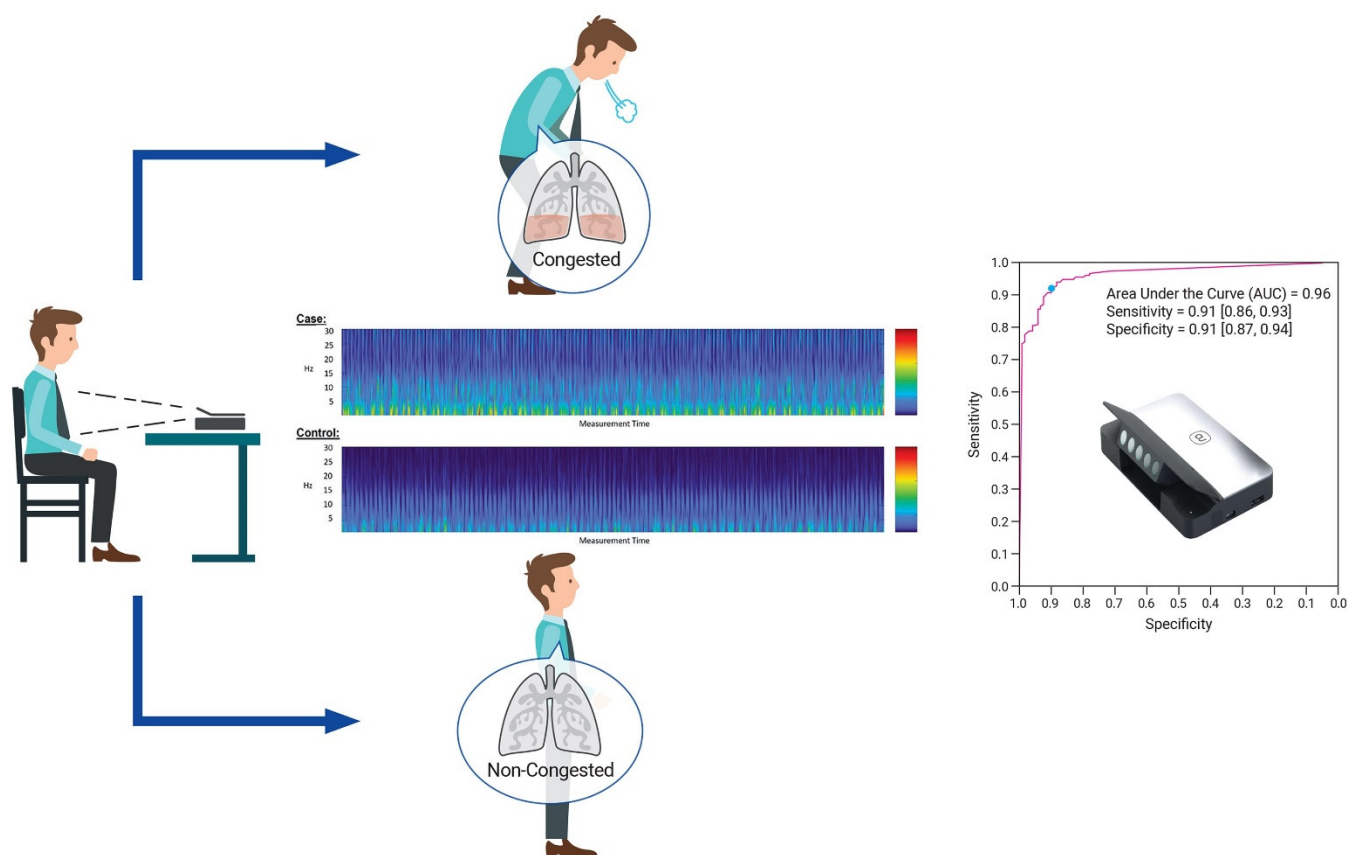 Congested
Case:
30
25
20
Hz
15
10
5
Measurement Time
Control:
30
25
20
Hz
15
10
5
Measurement Time
Non-Congested
1.0
0.9
0.8
0.7
0.6
0.5
0.4
0.3
0.2
0.1
0.0
Sensitivity
Area Under the Curve (AUC) = 0.96
Sensitivity = 0.91 [0.86, 0.93]
Specificity = 0.91 [0.87, 0.94]
1.0 0.9 0.8 0.7 0.6 0.5 0.4 0.3 0.2 0.1 0.0
Specificity